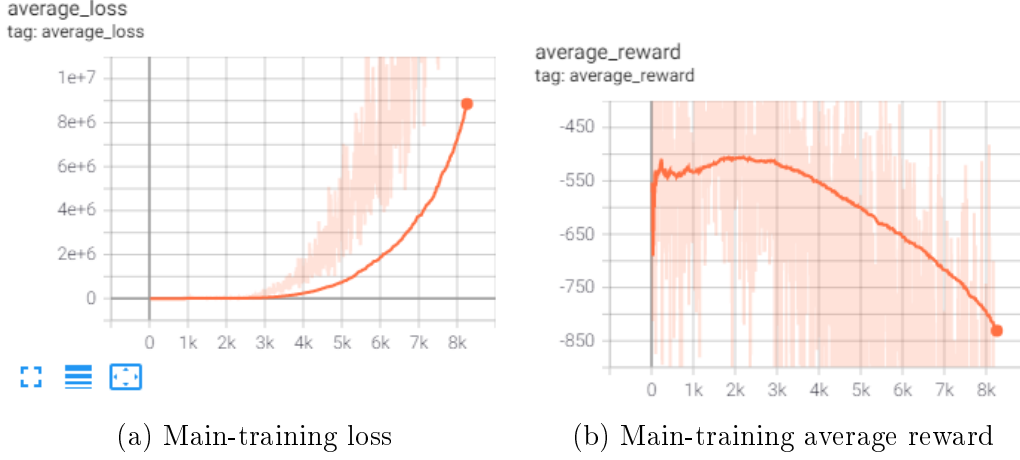 average_loss
tag: average_loss
1e+7
8e+6
6e+6
4e+6
2e+6
0
0 1k 2k 3k 4k 5k 6k 7k 8k
(a) Main-training loss
average_reward
tag: average_reward
-450
-550
-650
-750
-850
0 1k 2k 3k 4k 5k 6k 7k 8k
(b) Main-training average reward